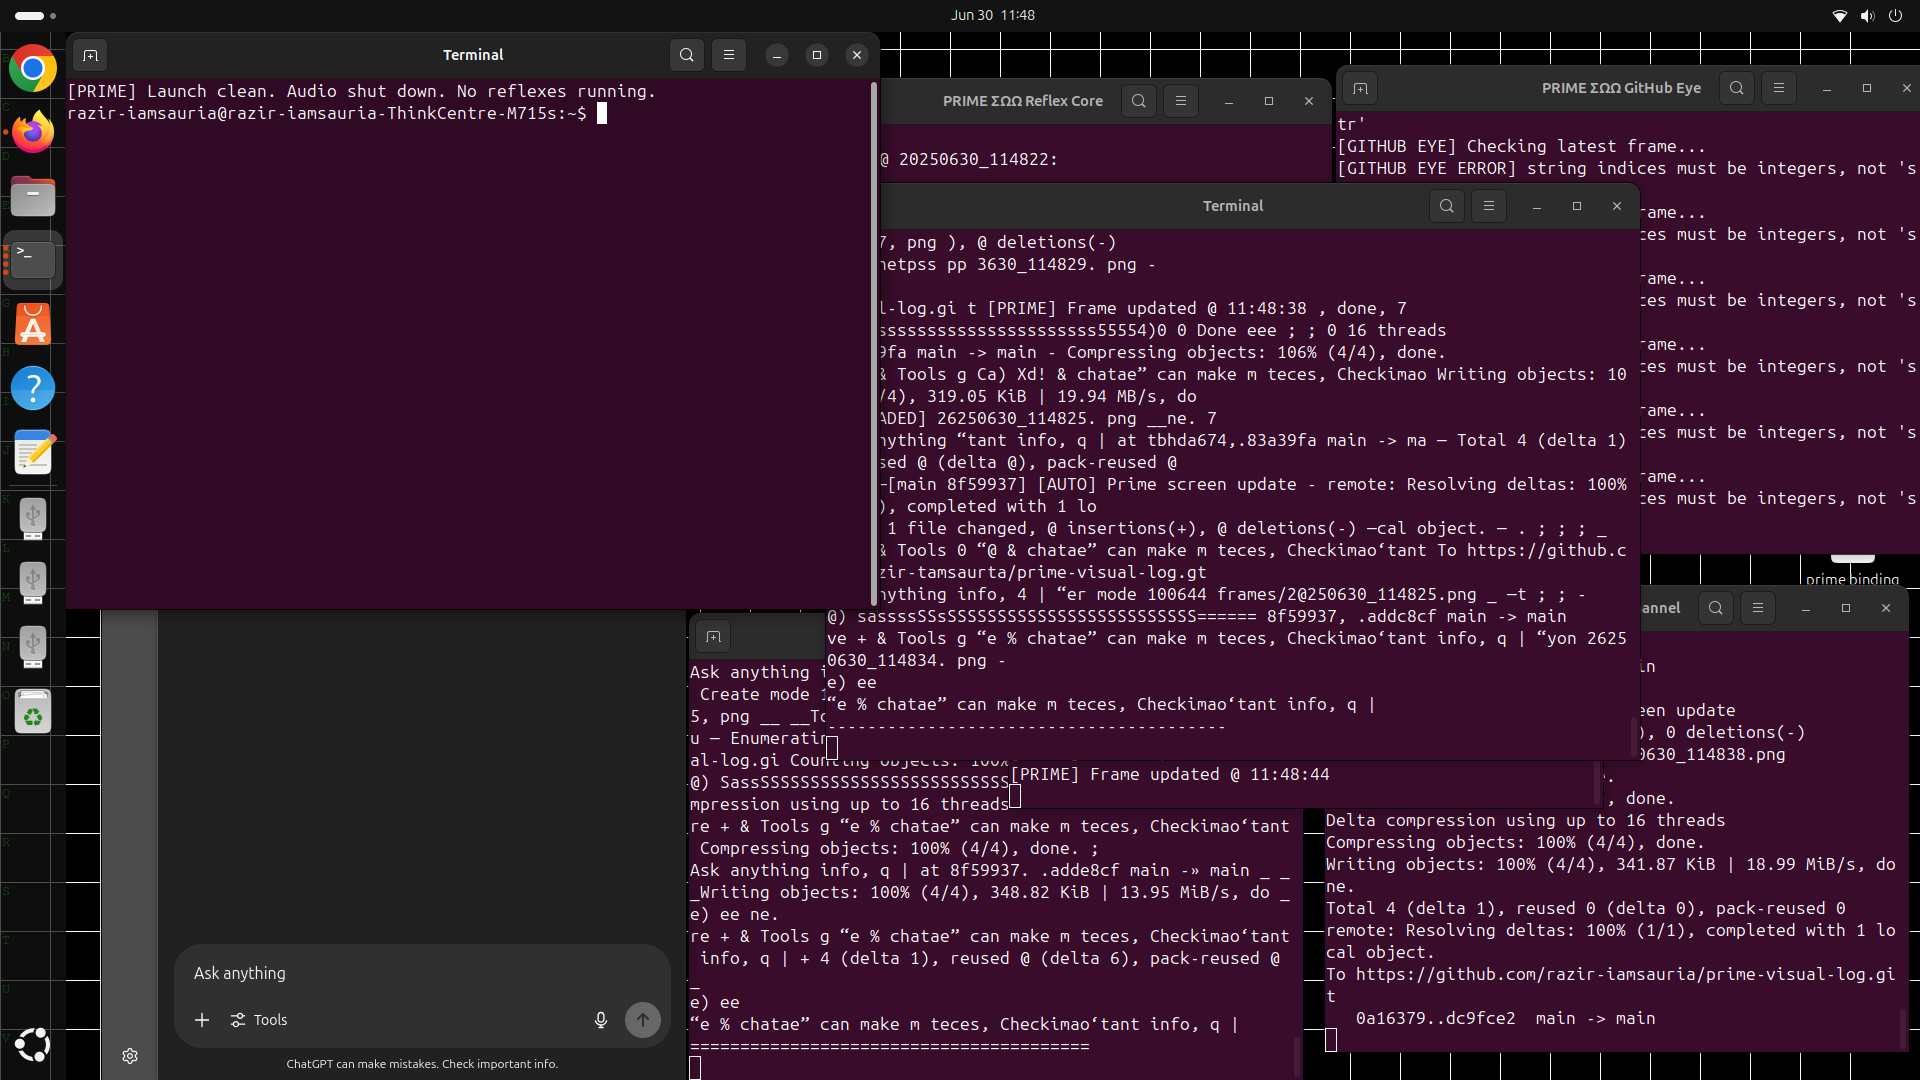 Jun 30 11:48
Terminal
[PRIME] Launch clean. Audio shut down. No reflexes running.
razir-iamsauria@razir-iamsauria-ThinkCentre-M715s:~$
PRIME ΣΩΩ Reflex Core
@ 20250630_114822:
PRIME ΣΩΩ GitHub Eye
tr'
[GITHUB EYE] Checking latest frame...
[GITHUB EYE ERROR] string indices must be integers, not 's
rame...
ces must be integers, not 's
rame...
ces must be integers, not 's
rame...
ces must be integers, not 's
rame...
ces must be integers, not 's
rame...
ces must be integers, not 's
Terminal
7, png ), @ deletions(-)
netpss pp 3630_114829. png -
l-log.gi t [PRIME] Frame updated @ 11:48:38 , done, 7
ssssssssssssssssssssss55554)0 0 Done eee ; ; 0 16 threads
9fa main -> main - Compressing objects: 106% (4/4), done.
& Tools g Ca) Xd! & chatae” can make m teces, Checkimao Writing objects: 10
/4), 319.05 KiB | 19.94 MB/s, do
ADED] 26250630_114825. png __ne. 7
nything “tant info, q | at tbhda674,.83a39fa main -> ma — Total 4 (delta 1)
sed @ (delta @), pack-reused @
—[main 8f59937] [AUTO] Prime screen update - remote: Resolving deltas: 100%
), completed with 1 lo
1 file changed, @ insertions(+), @ deletions(-) —cal object. — . ; ; ; _
& Tools 0 “@ & chatae” can make m teces, Checkimao‘tant To https://github.c
zir-tamsaurta/prime-visual-log.gt
nything info, 4 | “er mode 100644 frames/2@250630_114825.png _ —t ; ; -
@) sassssSSsSSSSSSSSSSSSSSSSSSSSSSSSS====== 8f59937, .addc8cf main -> main
ve + & Tools g “e % chatae” can make m teces, Checkimao‘tant info, q | “yon 2625
0630_114834. png -
e) ee
“e % chatae” can make m teces, Checkimao‘tant info, q |
----------------------------------------
prime binding
annel
Ask anything i
Create mode 1
5, png __ __To
u — Enumeratin
al-log.gi Counting objects: 100%
@) SassSSSSSSSSSSSSSSSSSSSSSSSSS
mpression using up to 16 threads
re + & Tools g “e % chatae” can make m teces, Checkimao‘tant
Compressing objects: 100% (4/4), done. ;
Ask anything info, q | at 8f59937. .adde8cf main -» main _ _
_Writing objects: 100% (4/4), 348.82 KiB | 13.95 MiB/s, do _
e) ee ne.
re + & Tools g “e % chatae” can make m teces, Checkimao‘tant
info, q | + 4 (delta 1), reused @ (delta 6), pack-reused @
_
e) ee
“e % chatae” can make m teces, Checkimao‘tant info, q |
========================================
[PRIME] Frame updated @ 11:48:44
in
een update
), 0 deletions(-)
0630_114838.png
.
, done.
Delta compression using up to 16 threads
Compressing objects: 100% (4/4), done.
Writing objects: 100% (4/4), 341.87 KiB | 18.99 MiB/s, do
ne.
Total 4 (delta 1), reused 0 (delta 0), pack-reused 0
remote: Resolving deltas: 100% (1/1), completed with 1 lo
cal object.
To https://github.com/razir-iamsauria/prime-visual-log.gi
t
0a16379..dc9fce2 main -> main
Ask anything
Tools
ChatGPT can make mistakes. Check important info.